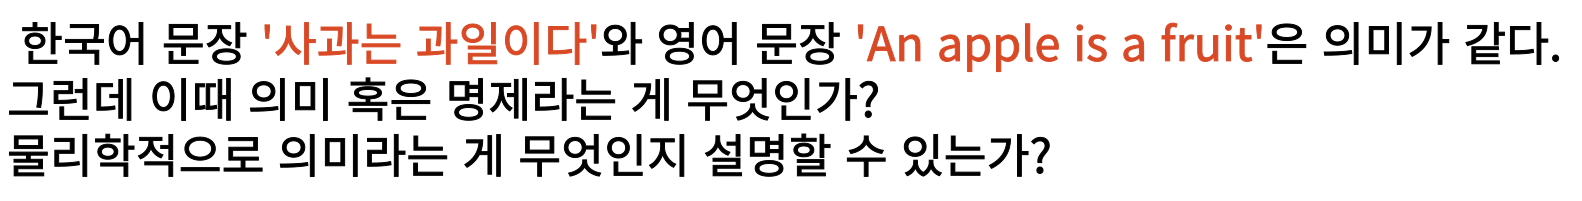 한국어 문장 '사과는 과일이다'와 영어 문장 'An apple is a fruit'은 의미가 같다.
그런데 이때 의미 혹은 명제라는 게 무엇인가?
물리학적으로 의미라는 게 무엇인지 설명할 수 있는가?